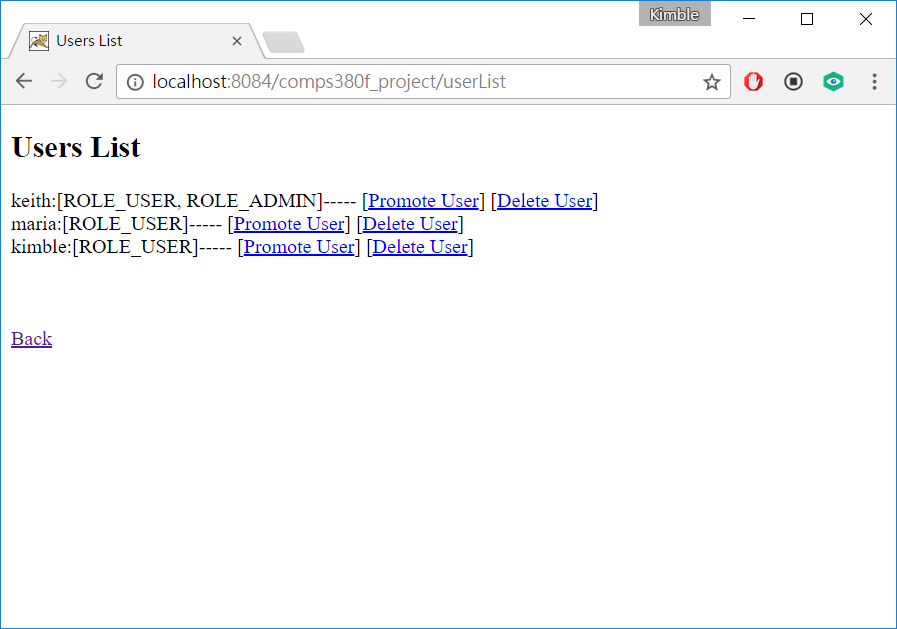 Kimble
Users List
localhost:8084/comps380f_project/userList
Users List
keith:[ROLE_USER, ROLE_ADMIN]----- [Promote User] [Delete User]
maria:[ROLE_USER]----- [Promote User] [Delete User]
kimble:[ROLE_USER]----- [Promote User] [Delete User]
Back